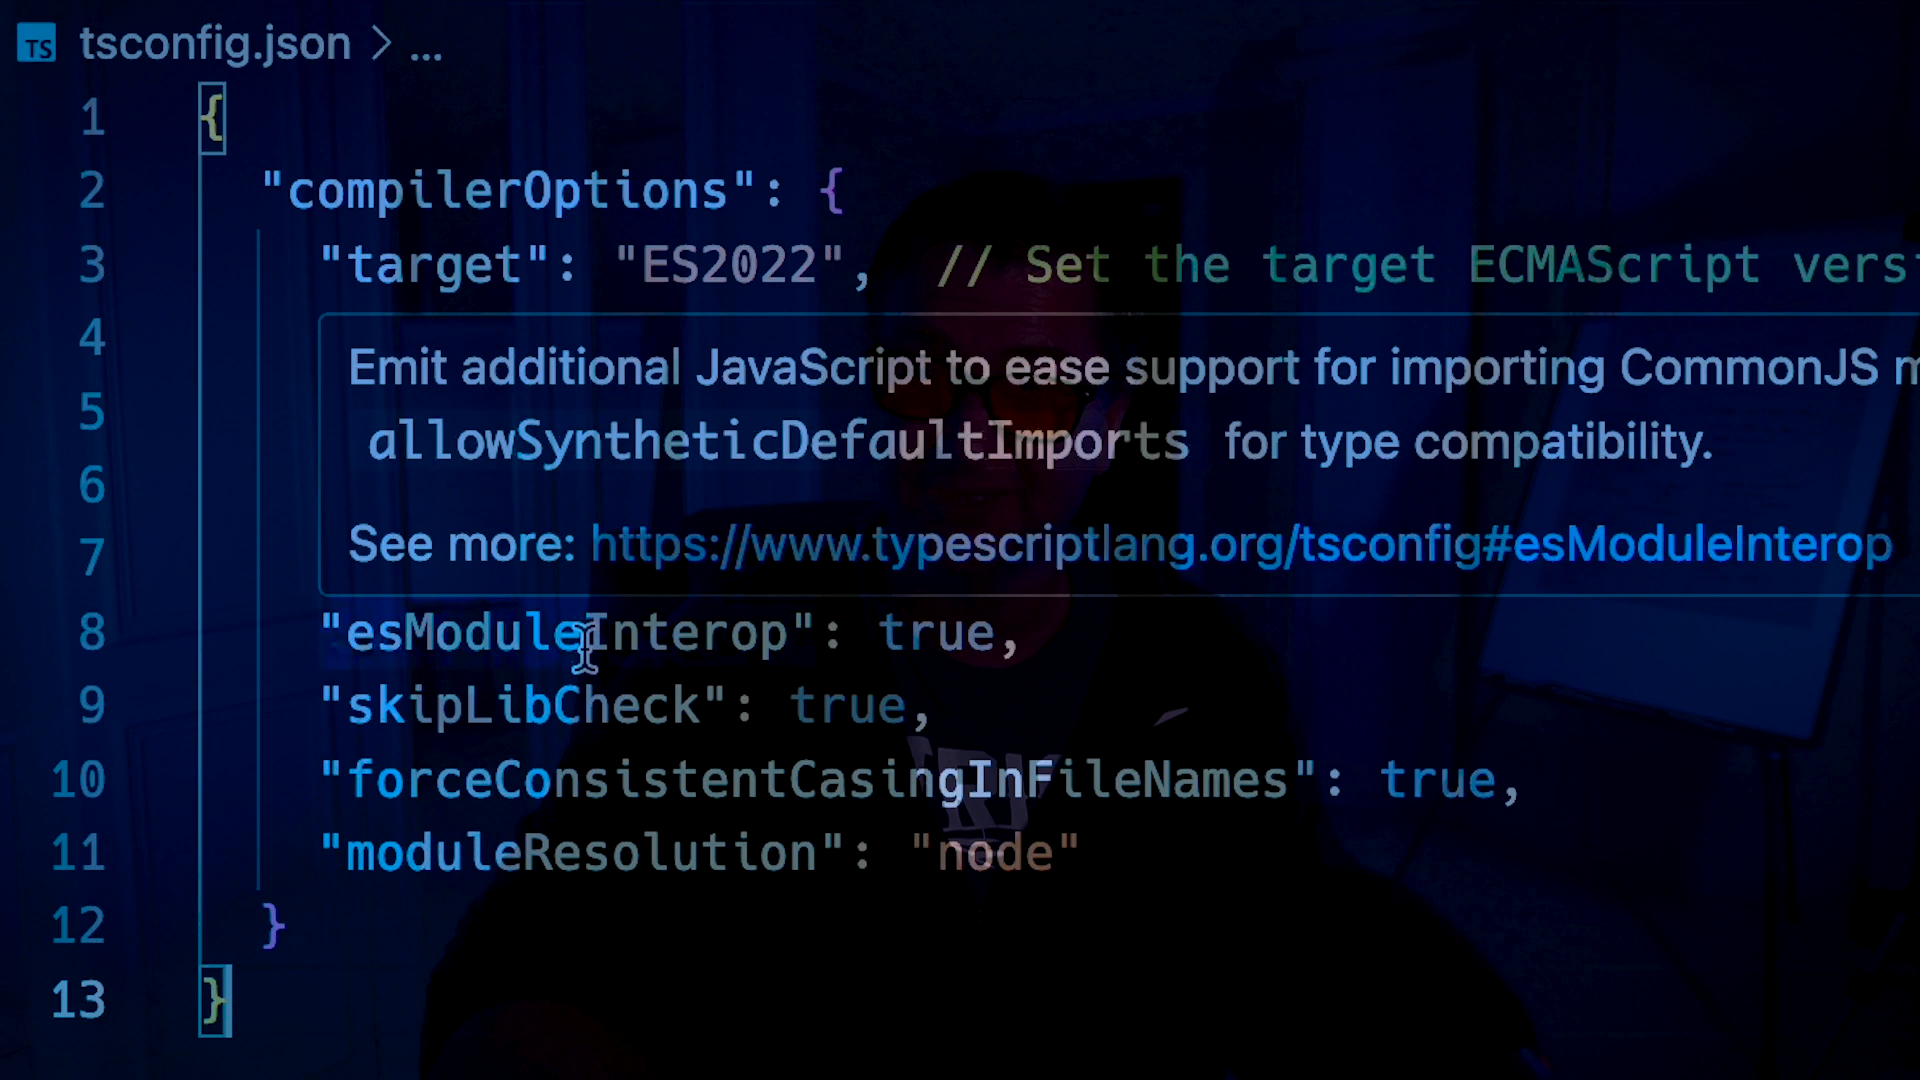 TS tsconfig.json > ...
1 {
2 "compilerOptions": {
3 "target": "ES2022", // Set the target ECMAScript
4 Emit additional JavaScript to ease support for importing CommonJS
5 allowSyntheticDefaultImports for type compatibility.
6
7 See more: https://www.typescriptlang.org/tsconfig#esModuleInterop
8 "esModuleInterop": true,
9 "skipLibCheck": true,
10 "forceConsistentCasingInFileNames": true,
11 "moduleResolution": "node"
12 }
13 }